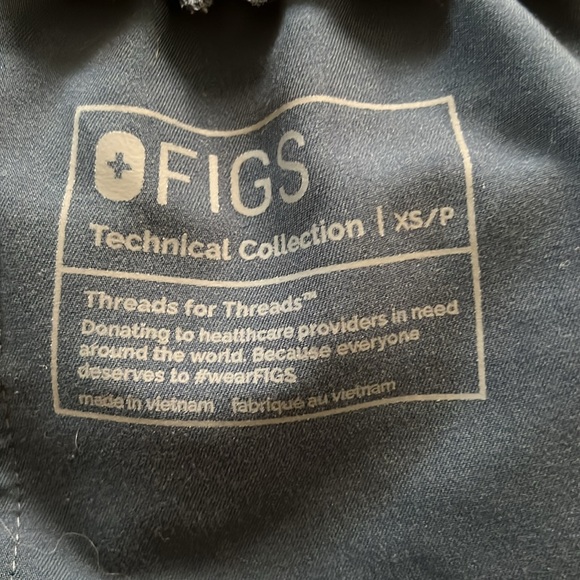 FIGS
Technical Collection | XS/P
Threads for Threads™
Donating to healthcare providers in need
around the world. Because everyone
deserves to #wearFIGS
made in vietnam fabriqué au vietnam